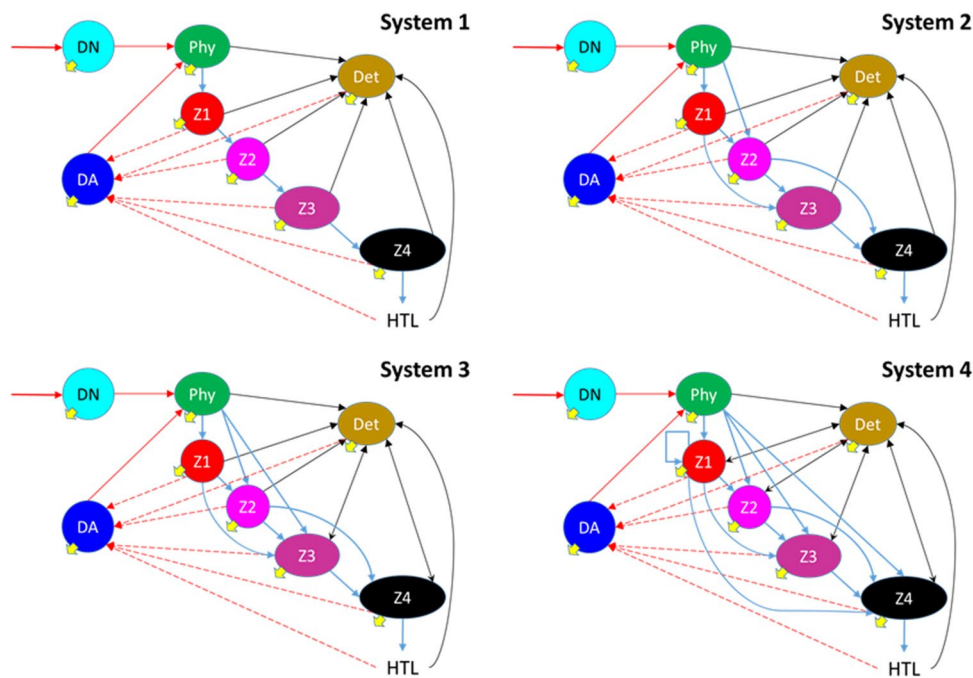 System 1
DN
Phy
Det
Z1
Z2
DA
Z3
Z4
HTL
System 2
DN
Phy
Det
Z1
Z2
DA
Z3
Z4
HTL
System 3
DN
Phy
Det
Z1
Z2
DA
Z3
Z4
HTL
System 4
DN
Phy
Det
Z1
Z2
DA
Z3
Z4
HTL